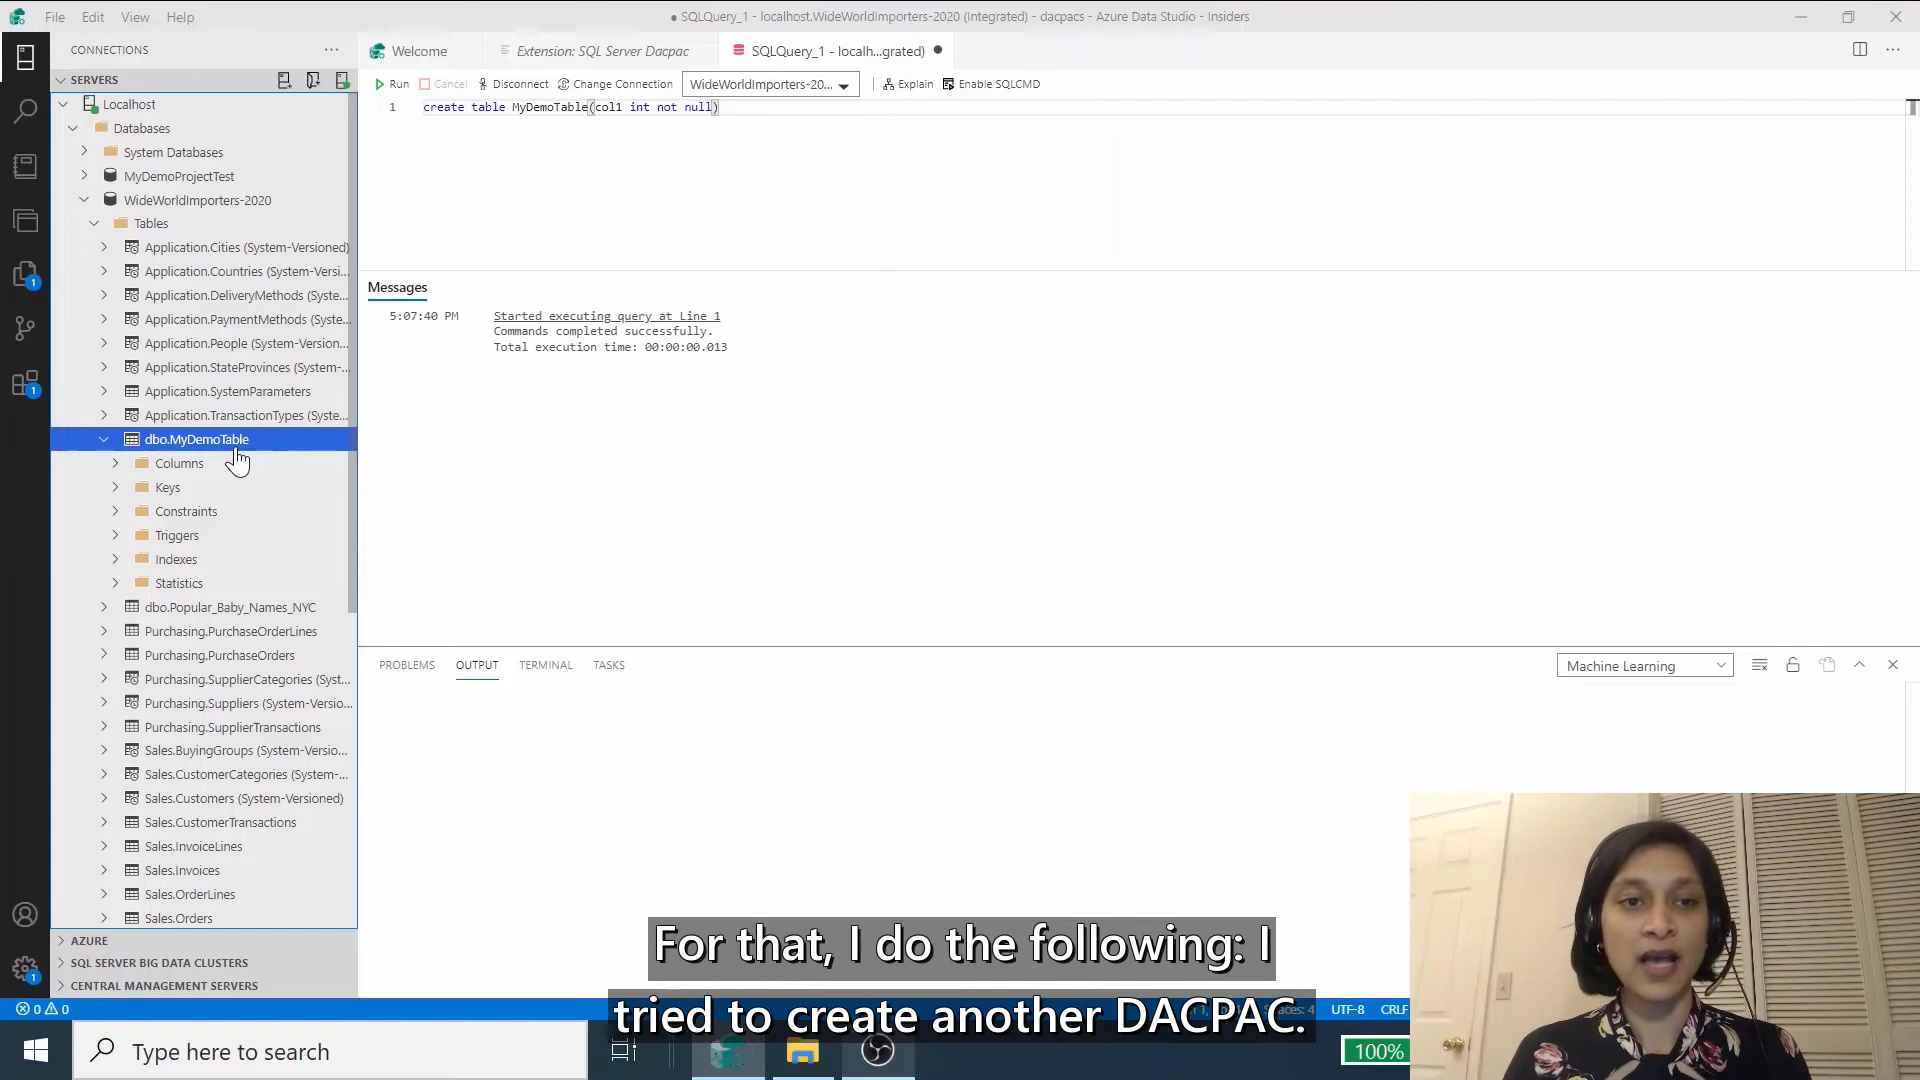 File Edit View Help
● SQLQuery_1 - localhost.WideWorldImporters-2020 (Integrated) - dacpacs - Azure Data Studio - Insiders
CONNECTIONS
Welcome
Extension: SQL Server Dacpac
SQLQuery_1 - localh...grated)
SERVERS
Run Cancel Disconnect Change Connection WideWorldImporters-20... Explain Enable SQLCMD
1 create table MyDemoTable(col1 int not null)
Localhost
Databases
System Databases
MyDemoProjectTest
WideWorldImporters-2020
Tables
Application.Cities (System-Versioned)
Application.Countries (System-Versi...
Application.DeliveryMethods (Syste...
Application.PaymentMethods (Syste...
Application.People (System-Version...
Application.StateProvinces (System-...
Application.SystemParameters
Application.TransactionTypes (Syste...
dbo.MyDemoTable
Columns
Keys
Constraints
Triggers
Indexes
Statistics
dbo.Popular_Baby_Names_NYC
Purchasing.PurchaseOrderLines
Purchasing.PurchaseOrders
Purchasing.SupplierCategories (Syst...
Purchasing.Suppliers (System-Versio...
Purchasing.SupplierTransactions
Sales.BuyingGroups (System-Versio...
Sales.CustomerCategories (System-...
Sales.Customers (System-Versioned)
Sales.CustomerTransactions
Sales.InvoiceLines
Sales.Invoices
Sales.OrderLines
Sales.Orders
AZURE
SQL SERVER BIG DATA CLUSTERS
CENTRAL MANAGEMENT SERVERS
1
1
1
Messages
5:07:40 PM Started executing query at Line 1
Commands completed successfully.
Total execution time: 00:00:00.013
PROBLEMS OUTPUT TERMINAL TASKS
Machine Learning
For that, I do the following: I
tried to create another DACPAC.
0 0
UTF-8 CRLF
Type here to search
100%